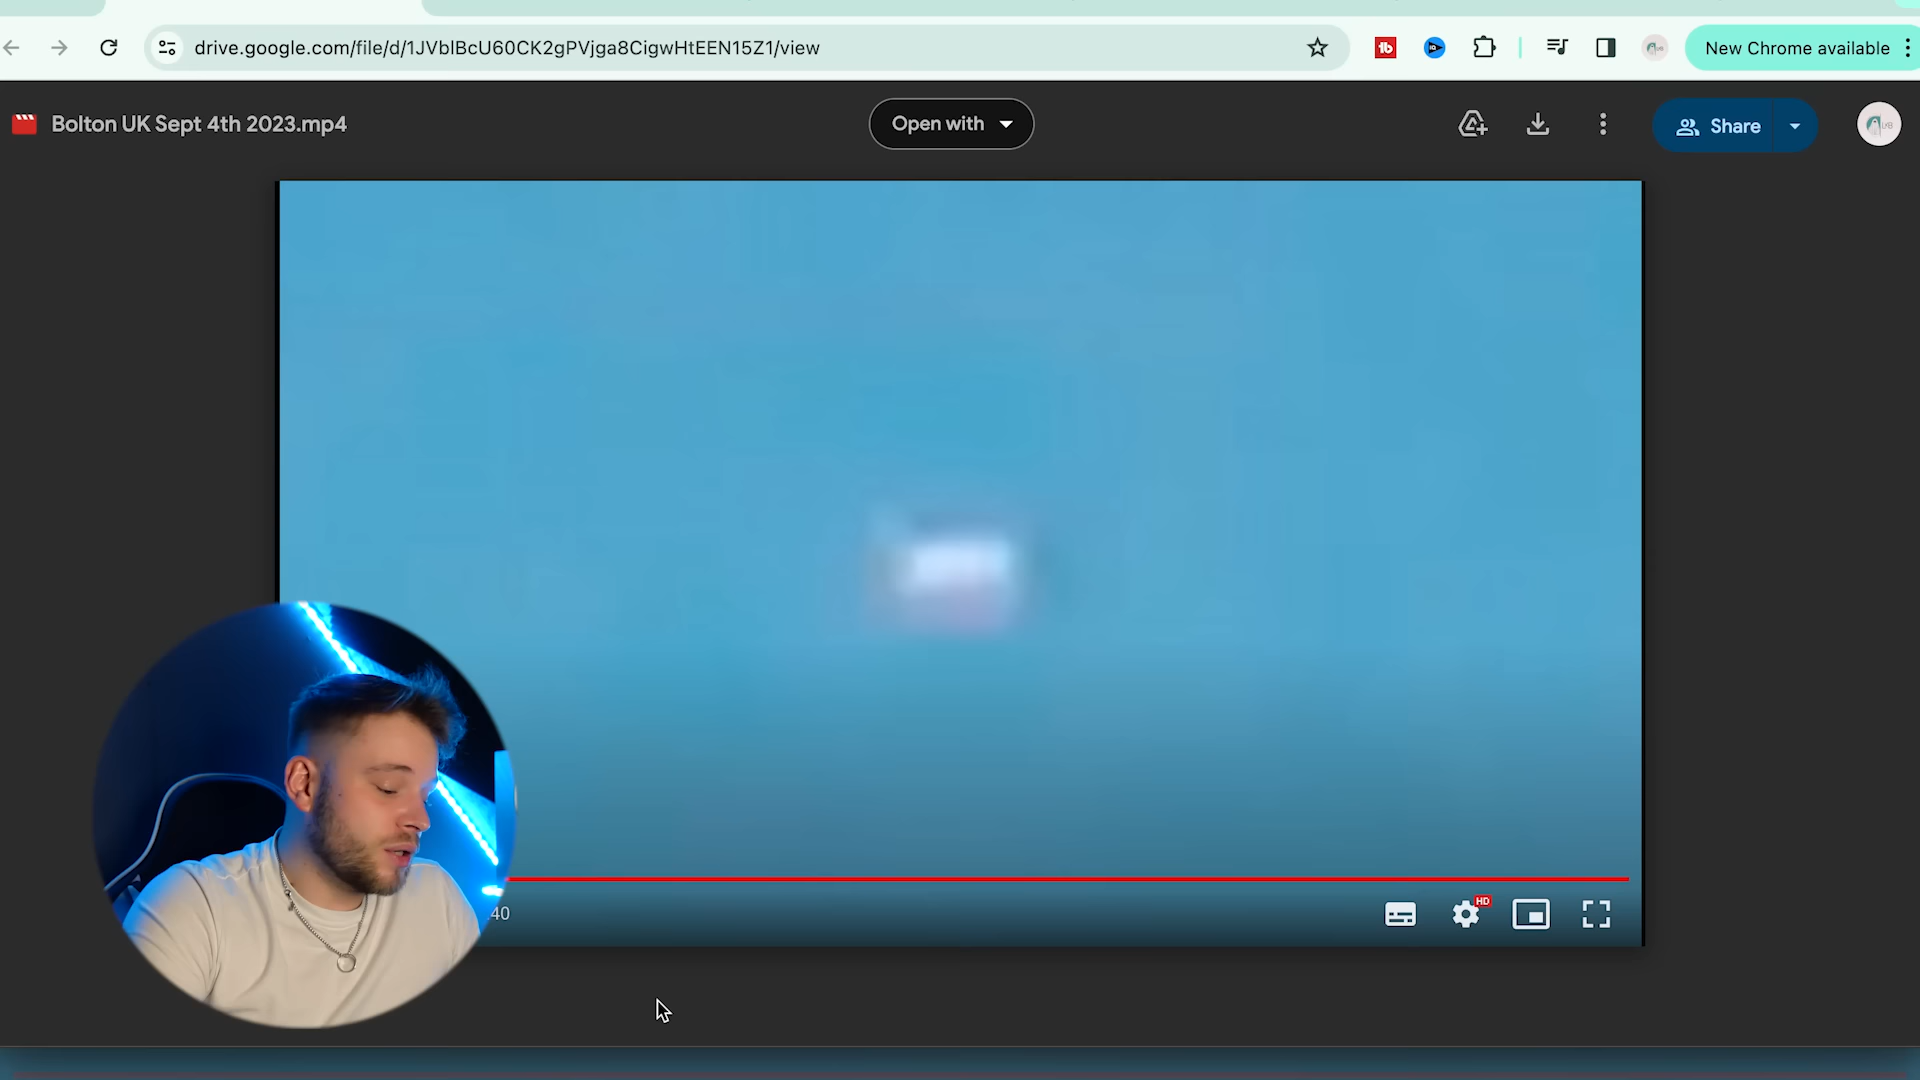 drive.google.com/file/d/1JVblBcU60CK2gPVjga8CigwHtEEN15Z1/view
New Chrome available
Bolton UK Sept 4th 2023.mp4
Open with
Share
40
HD